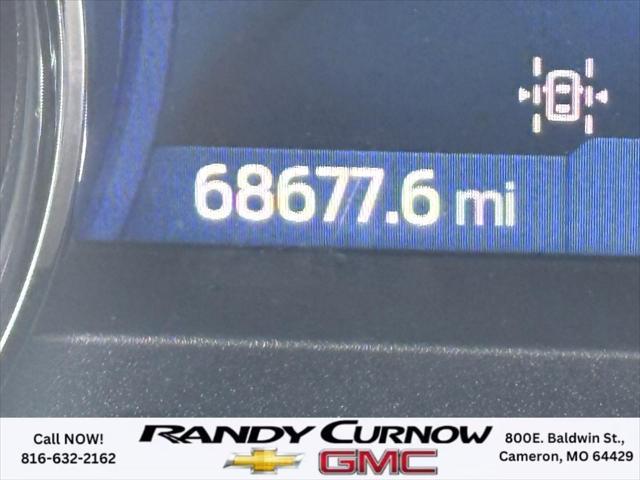 68677.6 mi
Call NOW!
816-632-2162
RANDY CURNOW
GMC
800E. Baldwin St.,
Cameron, MO 64429